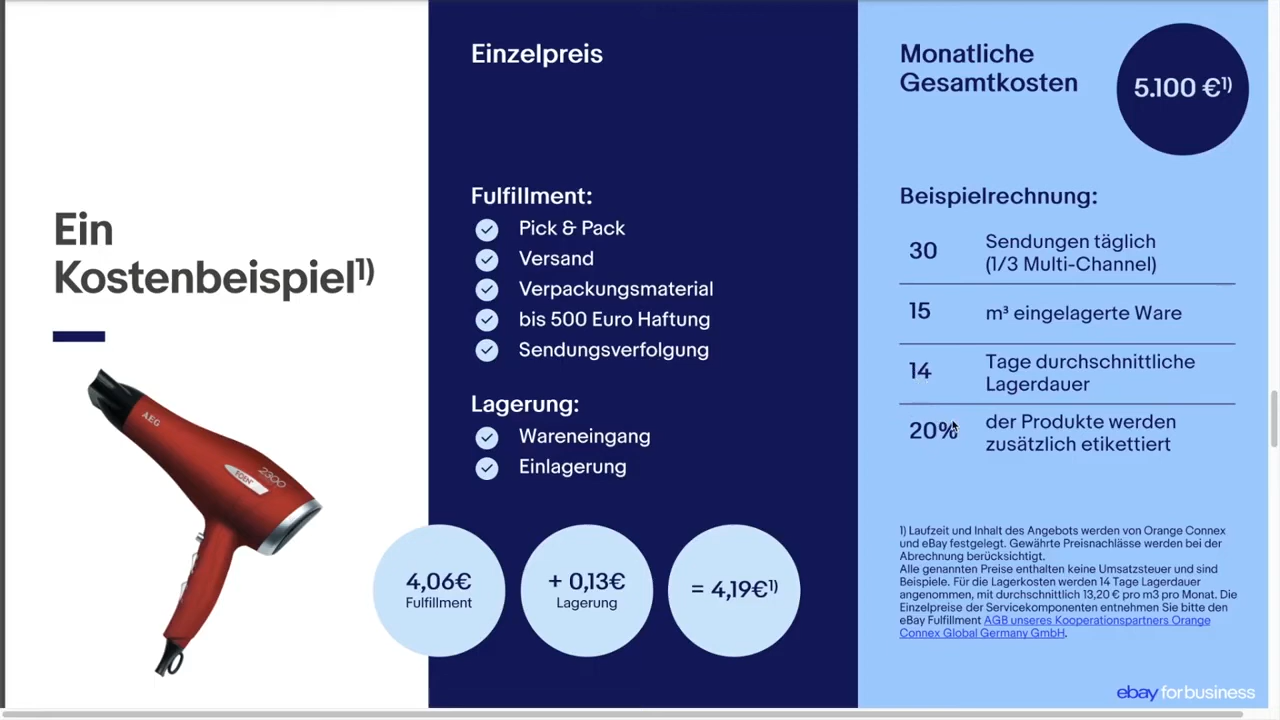 Ein
Kostenbeispiel¹⁾
AEG
FOEN
2300
Einzelpreis
Fulfillment:
Pick & Pack
Versand
Verpackungsmaterial
bis 500 Euro Haftung
Sendungsverfolgung
Lagerung:
Wareneingang
Einlagerung
4,06€
Fulfillment
+ 0,13€
Lagerung
= 4,19€¹⁾
Monatliche
Gesamtkosten
5.100 €¹⁾
Beispielrechnung:
30 Sendungen täglich
(1/3 Multi-Channel)
15 m³ eingelagerte Ware
14 Tage durchschnittliche
Lagerdauer
20% der Produkte werden
zusätzlich etikettiert
1) Laufzeit und Inhalt des Angebots werden von Orange Connex
und eBay festgelegt. Gewährte Preisnachlässe werden bei der
Abrechnung berücksichtigt.
Alle genannten Preise enthalten keine Umsatzsteuer und sind
Beispiele. Für die Lagerkosten werden 14 Tage Lagerdauer
angenommen, mit durchschnittlich 13,20 € pro m3 pro Monat. Die
Einzelpreise der Servicekomponenten entnehmen Sie bitte den
eBay Fulfillment AGB unseres Kooperationspartners Orange
Connex Global Germany GmbH.
ebay for business